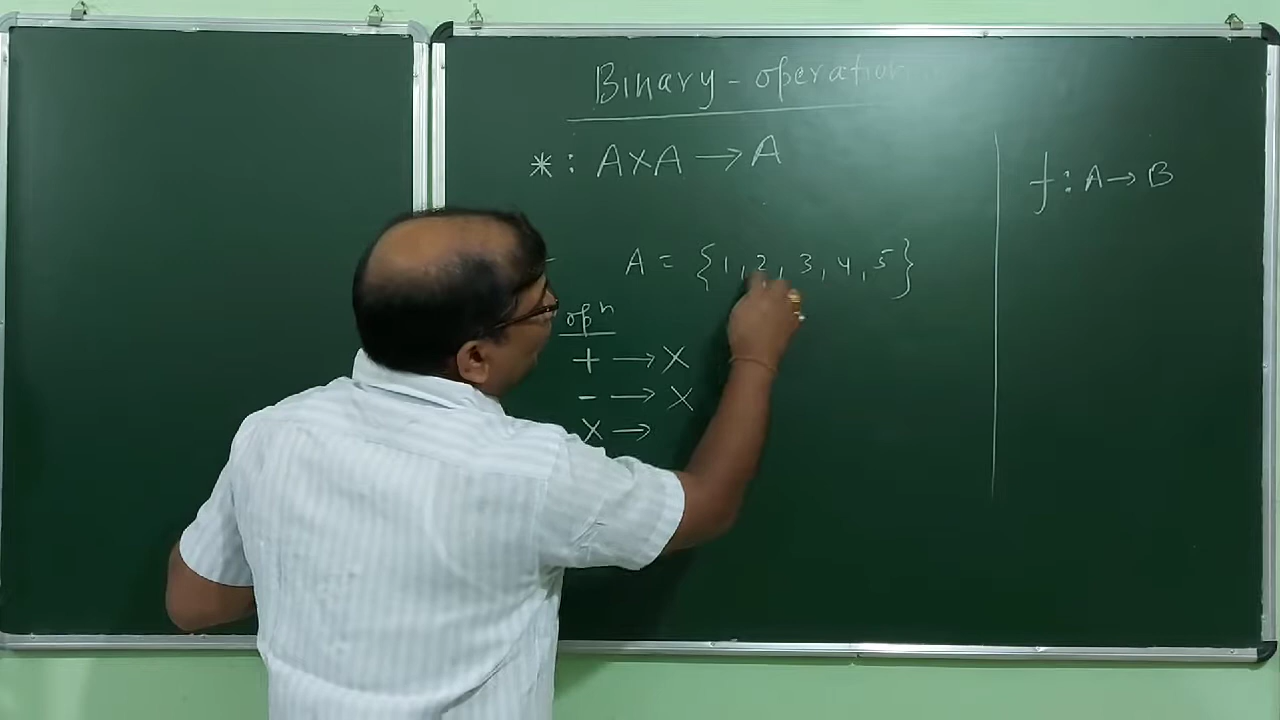 Binary - operation
* : A×A → A
A = {1, 2, 3, 4, 5}
opⁿ
+ → X
- → X
X →
f : A → B